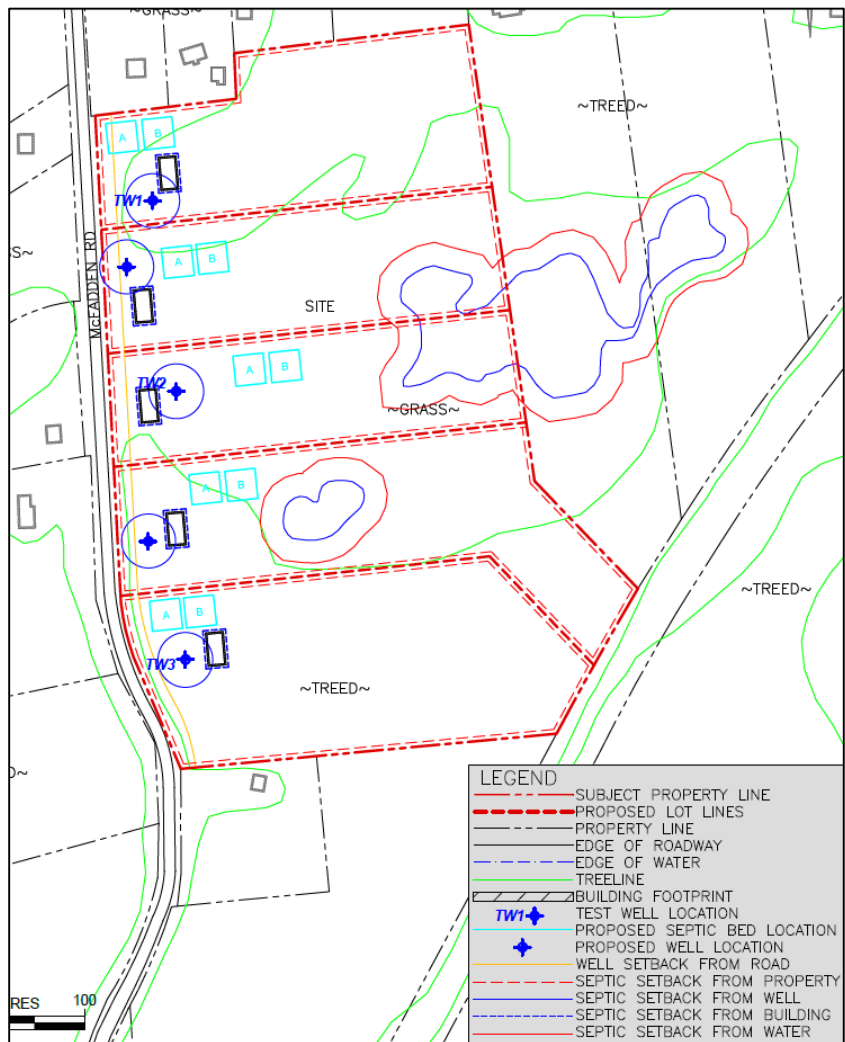 ~GRASS~
~TREED~
A B
TW1
S~
A B
McFADDEN RD
SITE
TW2
A B
~GRASS~
A B
~TREED~
A B
TW3
~TREED~
D~
LEGEND
SUBJECT PROPERTY LINE
PROPOSED LOT LINES
PROPERTY LINE
EDGE OF ROADWAY
EDGE OF WATER
TREELINE
BUILDING FOOTPRINT
TW1 TEST WELL LOCATION
PROPOSED SEPTIC BED LOCATION
PROPOSED WELL LOCATION
WELL SETBACK FROM ROAD
SEPTIC SETBACK FROM PROPERTY
SEPTIC SETBACK FROM WELL
SEPTIC SETBACK FROM BUILDING
SEPTIC SETBACK FROM WATER
RES 100